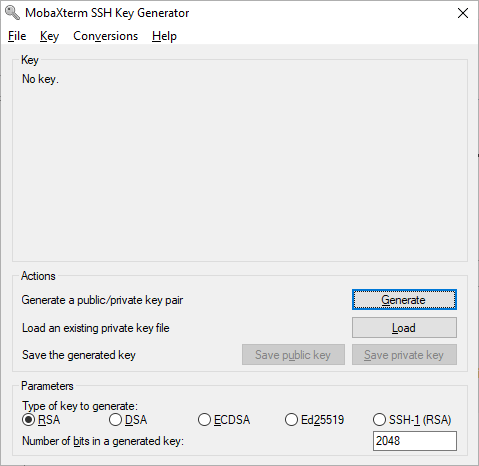 MobaXterm SSH Key Generator
File Key Conversions Help
Key
No key.
Actions
Generate a public/private key pair Generate
Load an existing private key file Load
Save the generated key Save public key Save private key
Parameters
Type of key to generate:
RSA DSA ECDSA Ed25519 SSH-1 (RSA)
Number of bits in a generated key: 2048